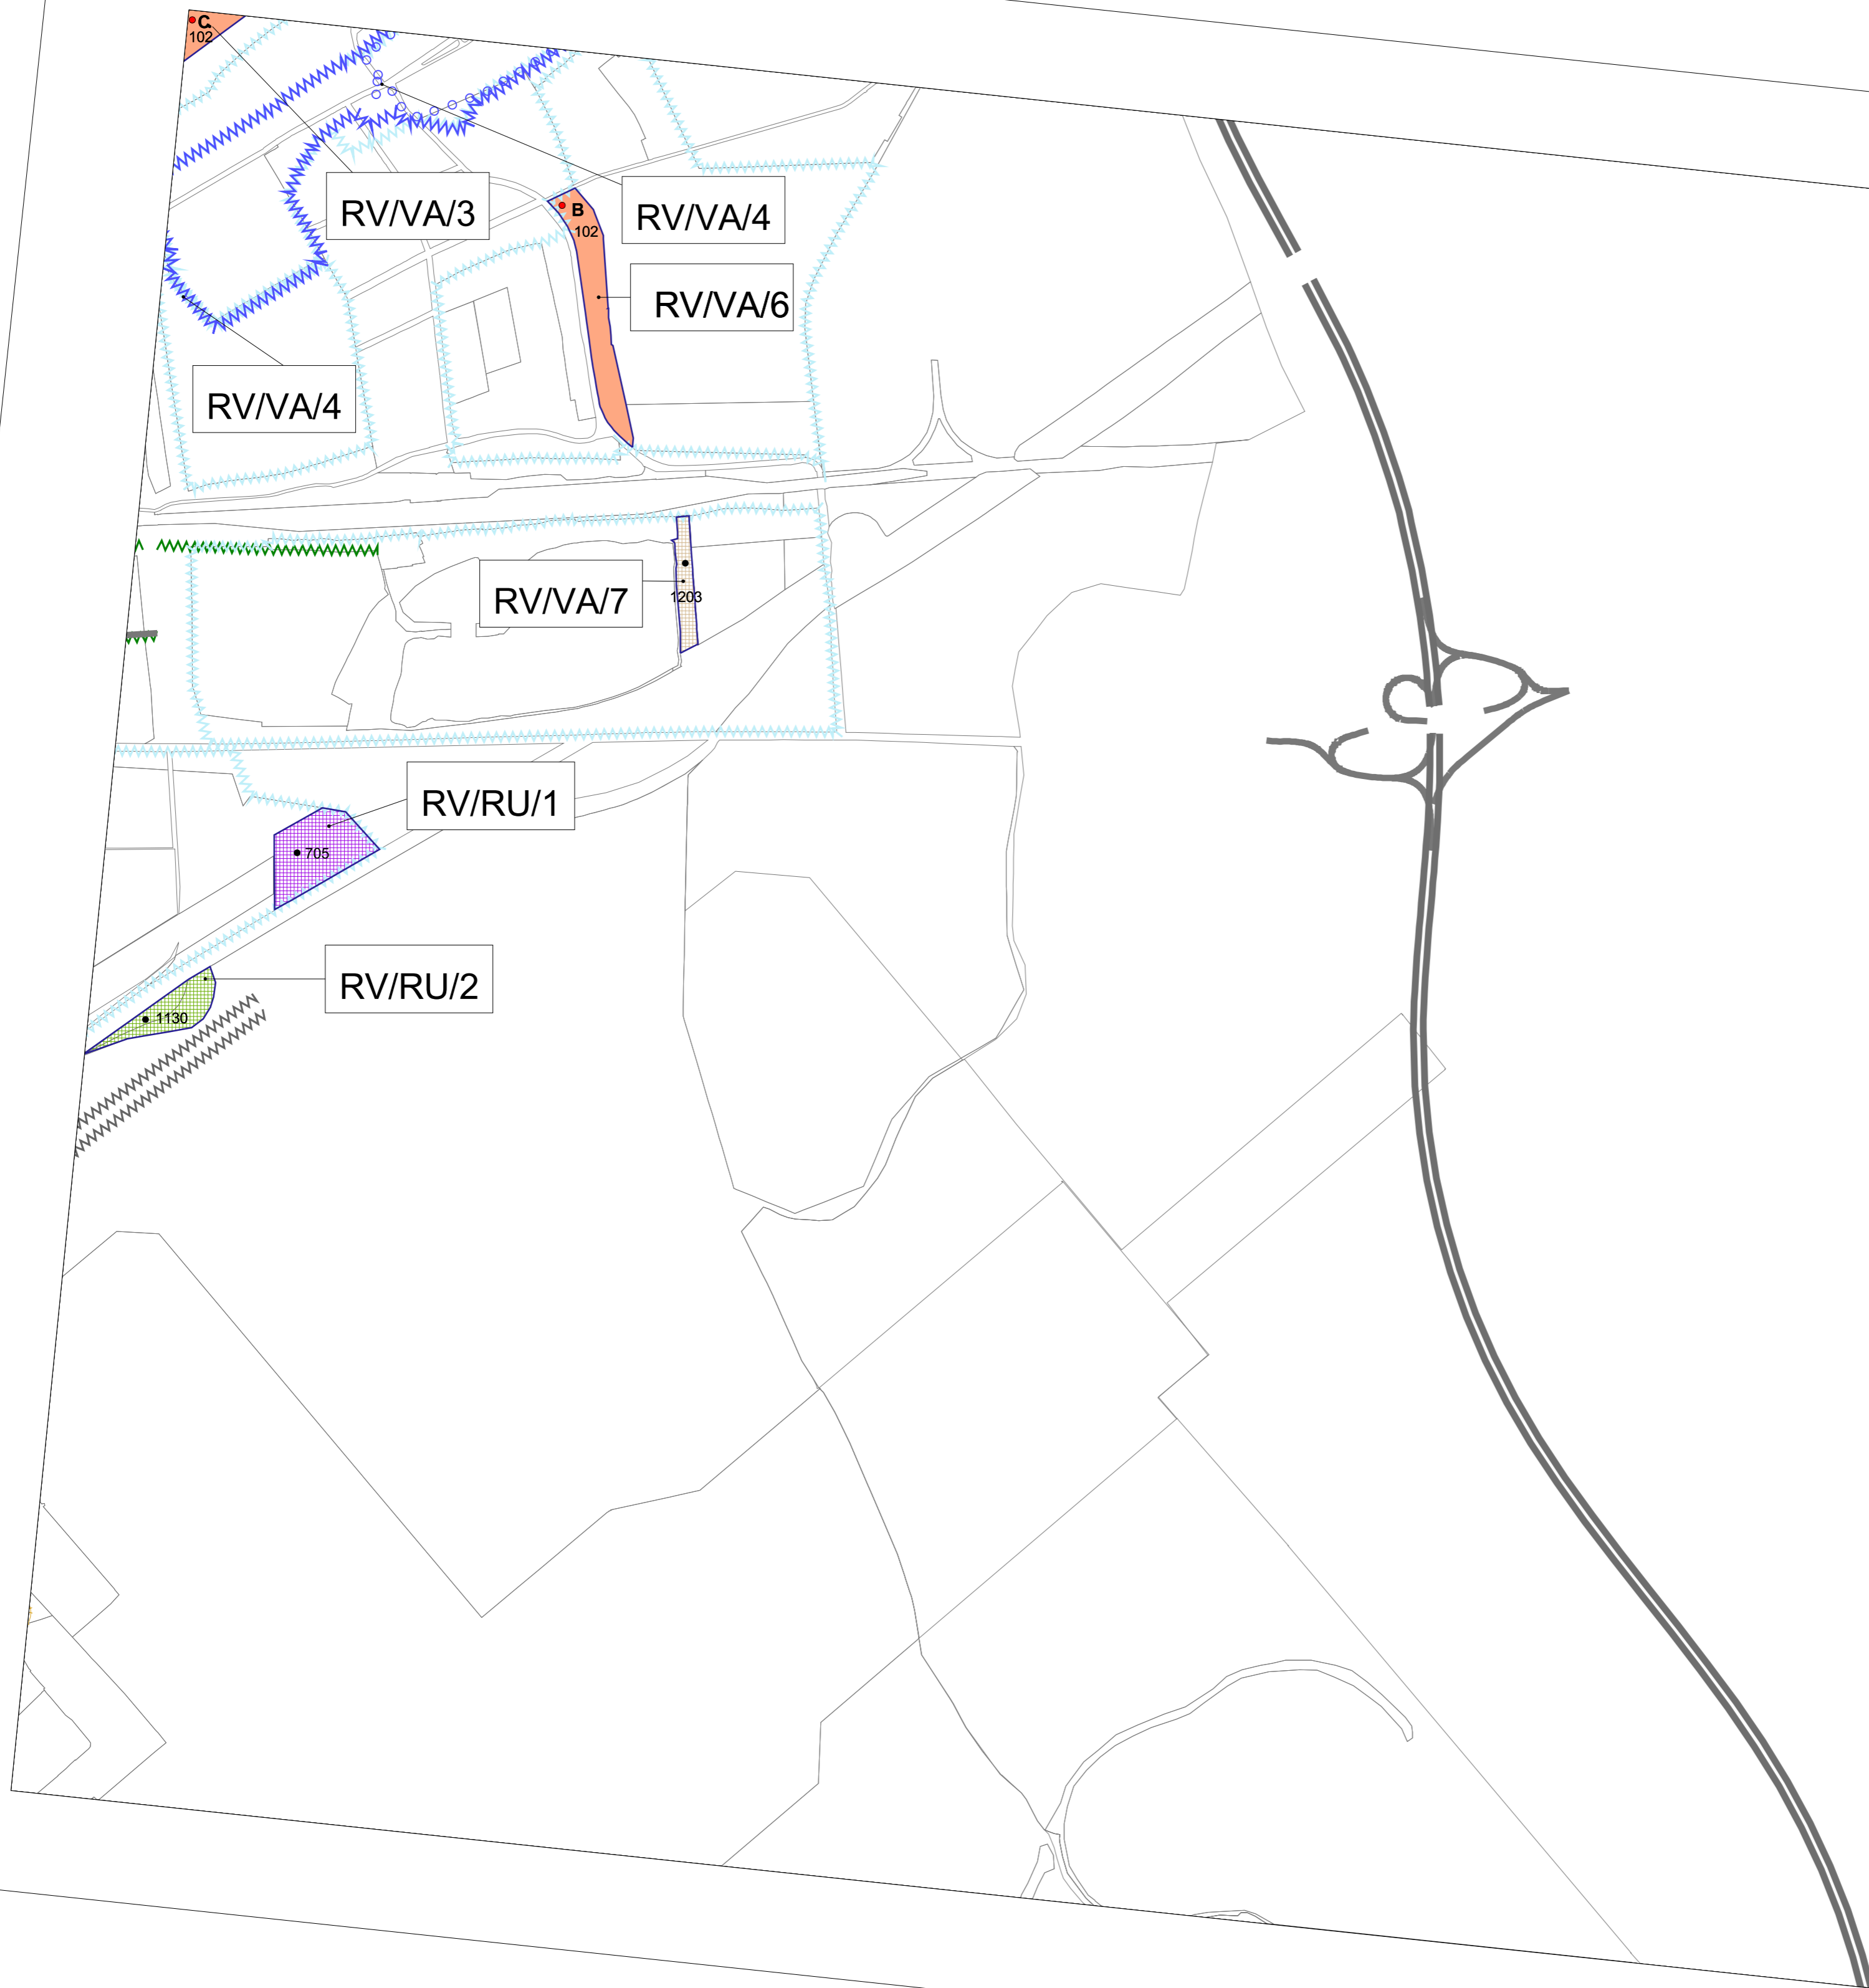 C
102
RV/VA/3
RV/VA/4
B
102
RV/VA/6
RV/VA/4
RV/VA/7
1203
RV/RU/1
705
RV/RU/2
1130